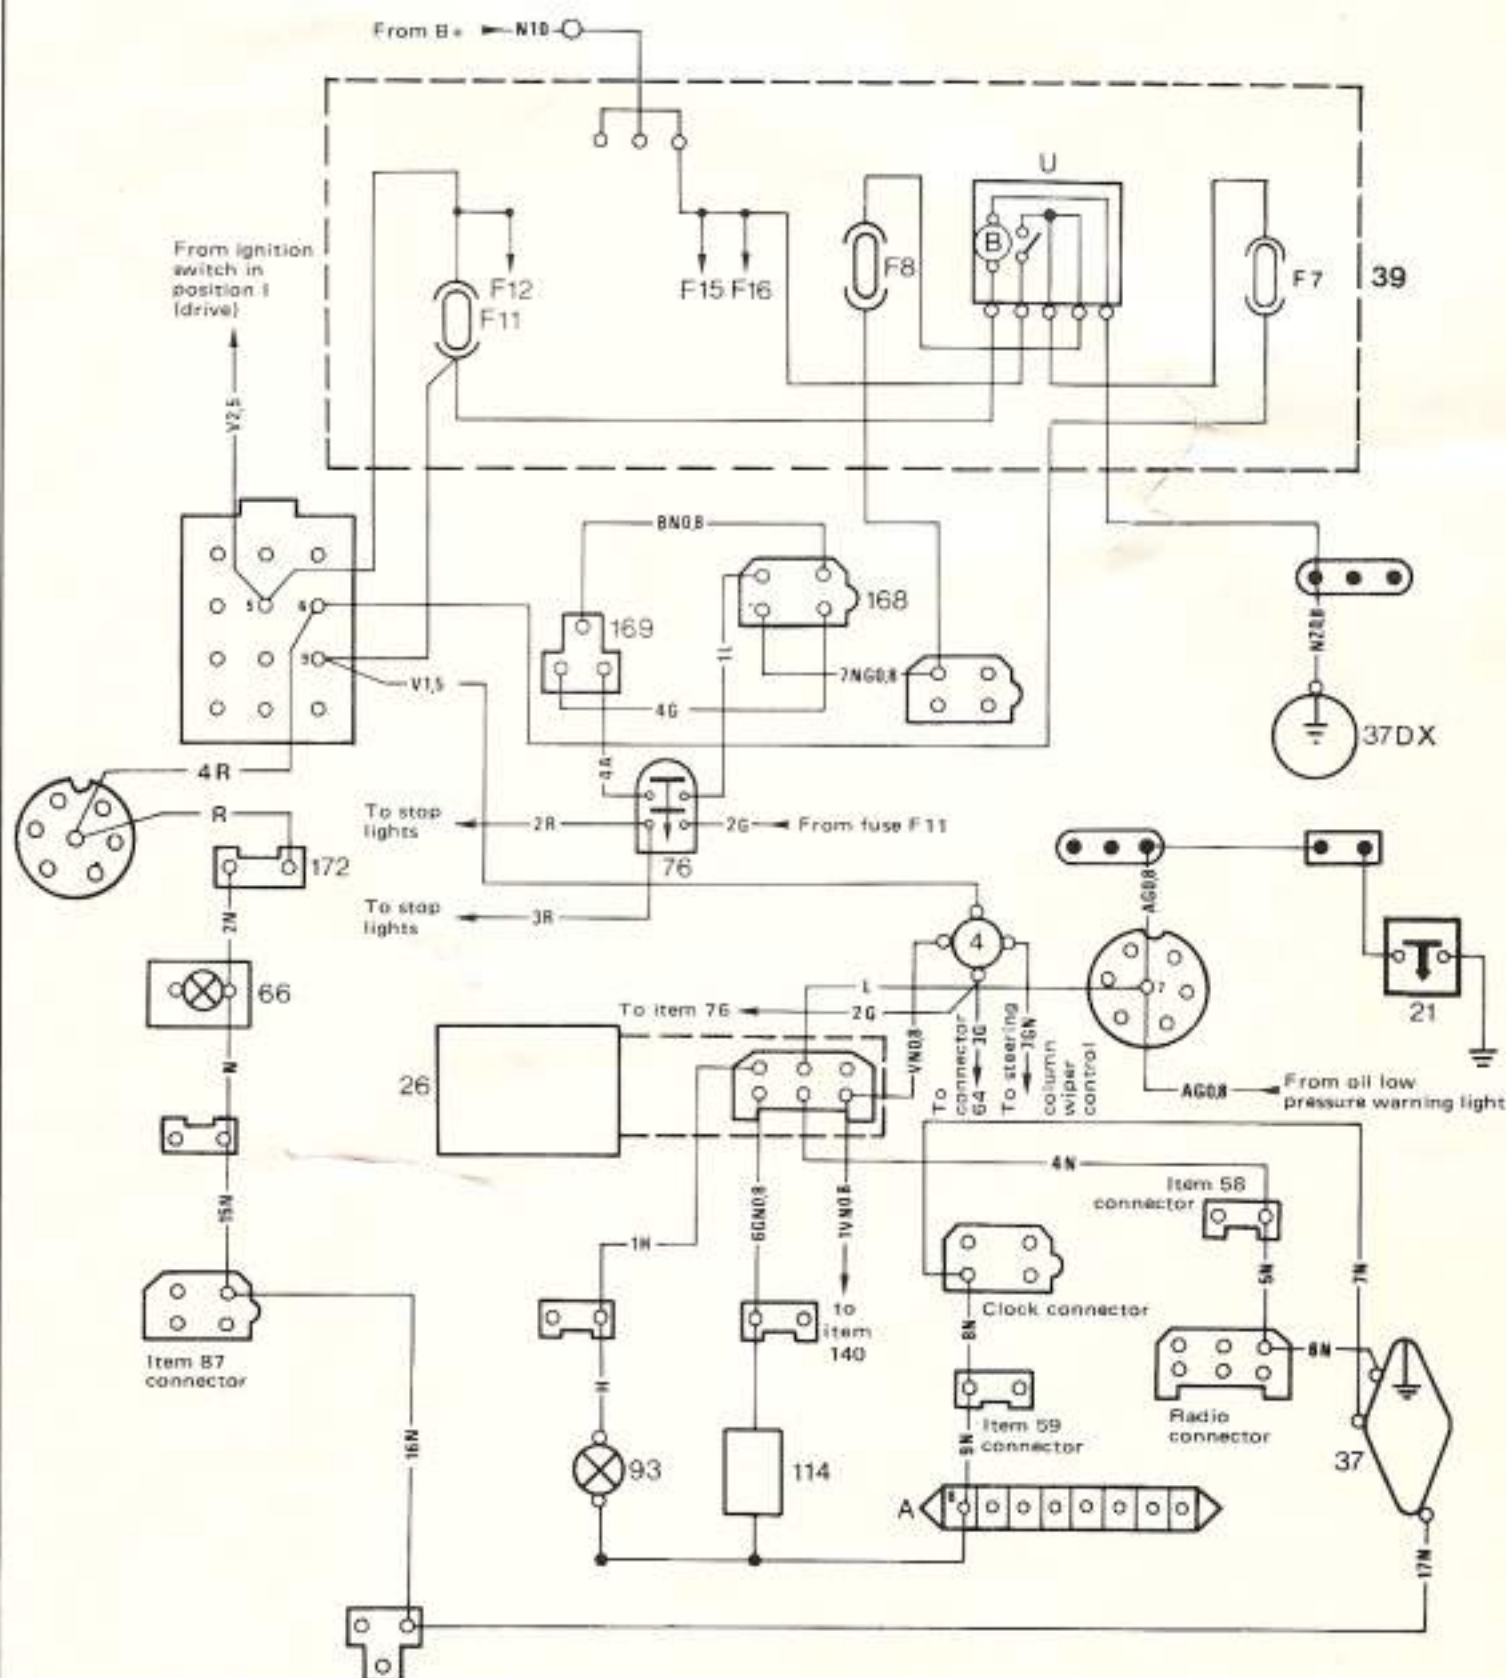 From B+
N10
U
From ignition
switch in
position I
(drive)
B
F8
F7
39
F12
F15 F16
F11
V2,5
BN0,8
168
5
6
169
1L
NZ0,8
9
V1,5
7NG0,8
4G
37DX
4R
4A
R
To stop
lights
2R
2G
From fuse F11
172
76
2N
To stop
lights
3R
AG0,8
4
66
L
7
To item 76
2G
21
VN0,8
3G
3GN
To
connector
64
To steering
column
wiper
control
26
N
AG0,8
From oil low
pressure warning light
4N
Item 58
connector
15N
6GN0,8
1VN0,8
1H
5N
7N
to
item
140
Clock connector
8N
8N
Item 87
connector
H
Item 59
connector
Radio
connector
16N
9N
37
93
114
A
17N